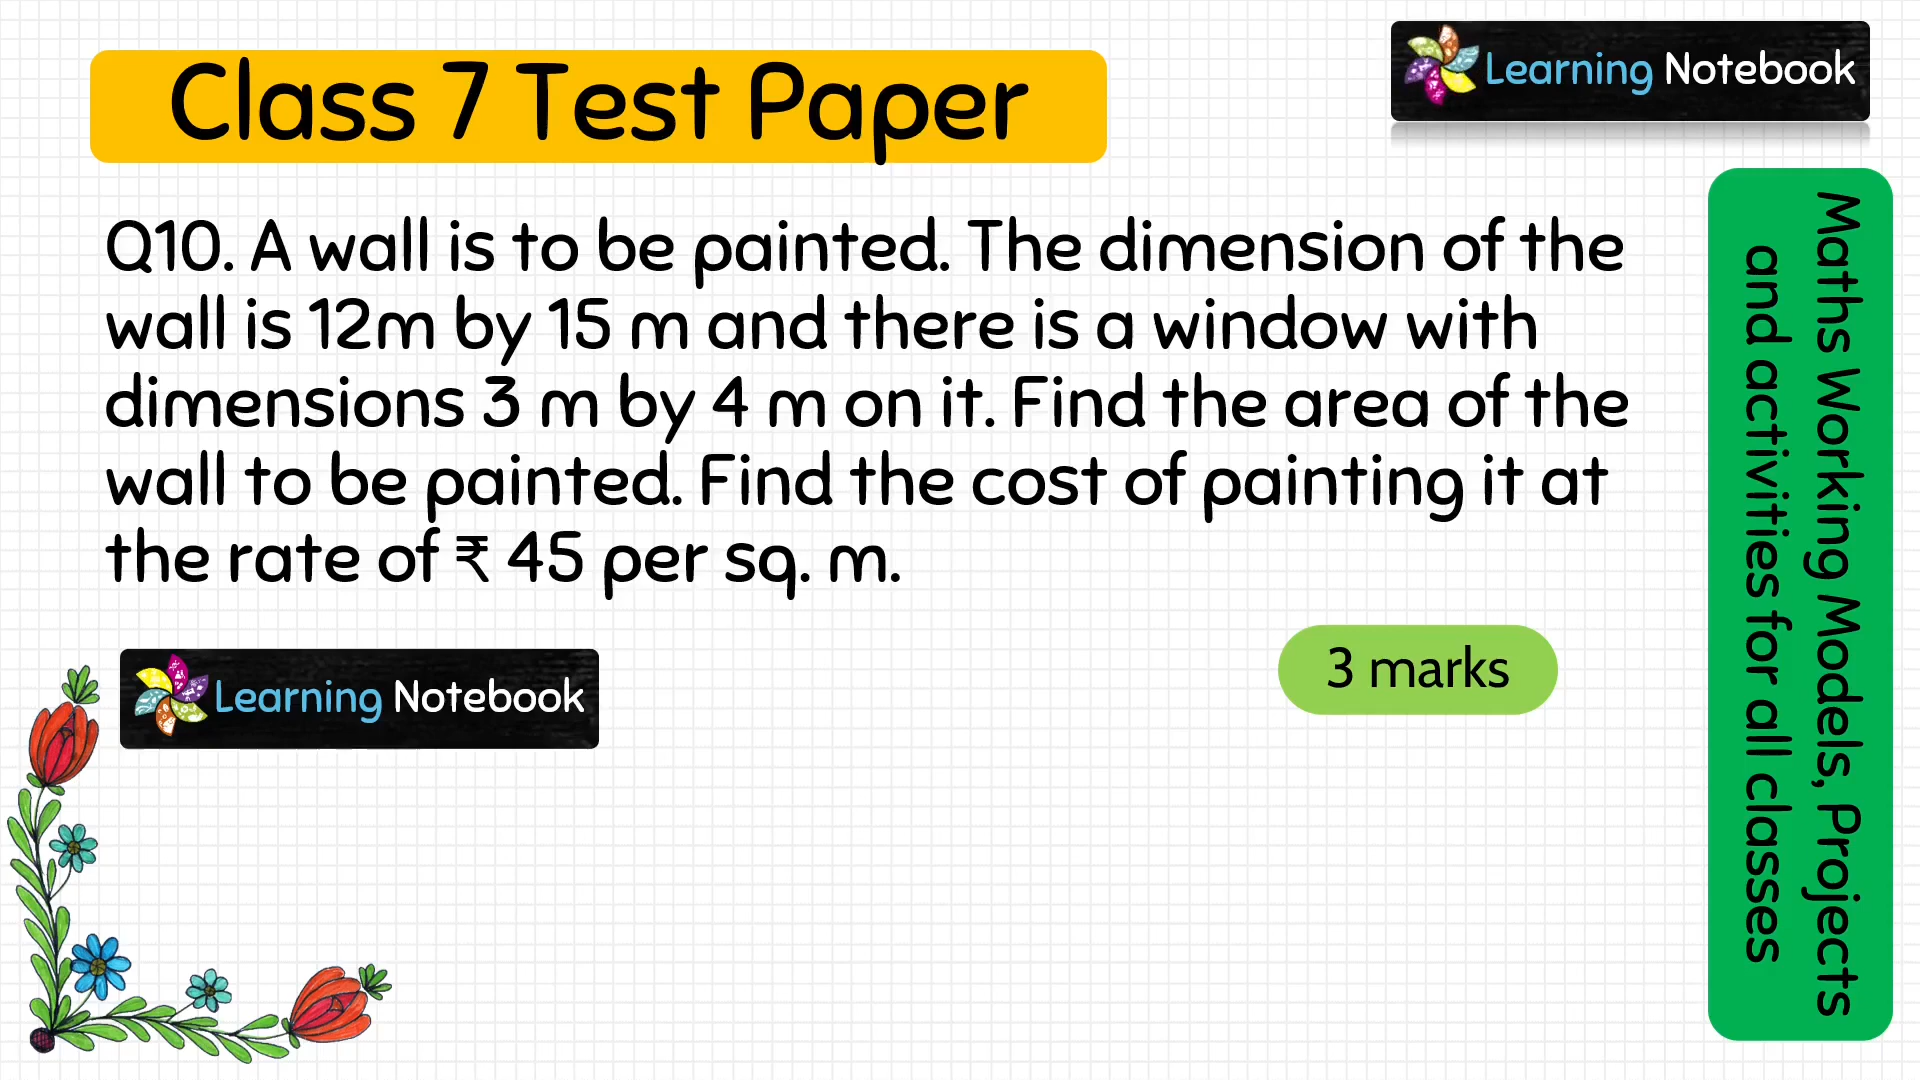 Class 7 Test Paper
Learning Notebook
Q10. A wall is to be painted. The dimension of the
wall is 12m by 15 m and there is a window with
dimensions 3 m by 4 m on it. Find the area of the
wall to be painted. Find the cost of painting it at
the rate of ₹ 45 per sq. m.
3 marks
Learning Notebook
Maths Working Models, Projects
and activities for all classes